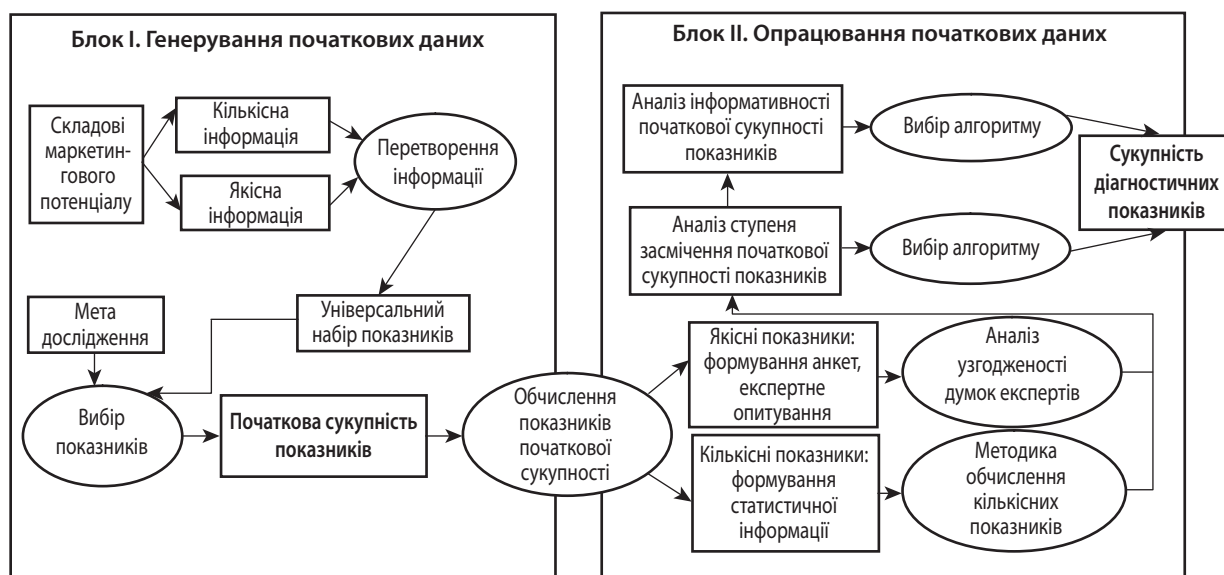 Блок I. Генерування початкових даних
Складові
маркетин-
гового
потенціалу
Кількісна
інформація
Якісна
інформація
Перетворення
інформації
Мета
дослідження
Універсальний
набір показників
Вибір
показників
Початкова сукупність
показників
Обчислення
показників
початкової
сукупності
Блок II. Опрацювання початкових даних
Аналіз інформативності
початкової сукупності
показників
Вибір алгоритму
Сукупність
діагностичних
показників
Аналіз ступеня
засмічення початкової
сукупності показників
Вибір алгоритму
Якісні показники:
формування анкет,
експертне
опитування
Аналіз
узгодженості
думок експертів
Кількісні показники:
формування
статистичної
інформації
Методика
обчислення
кількісних
показників